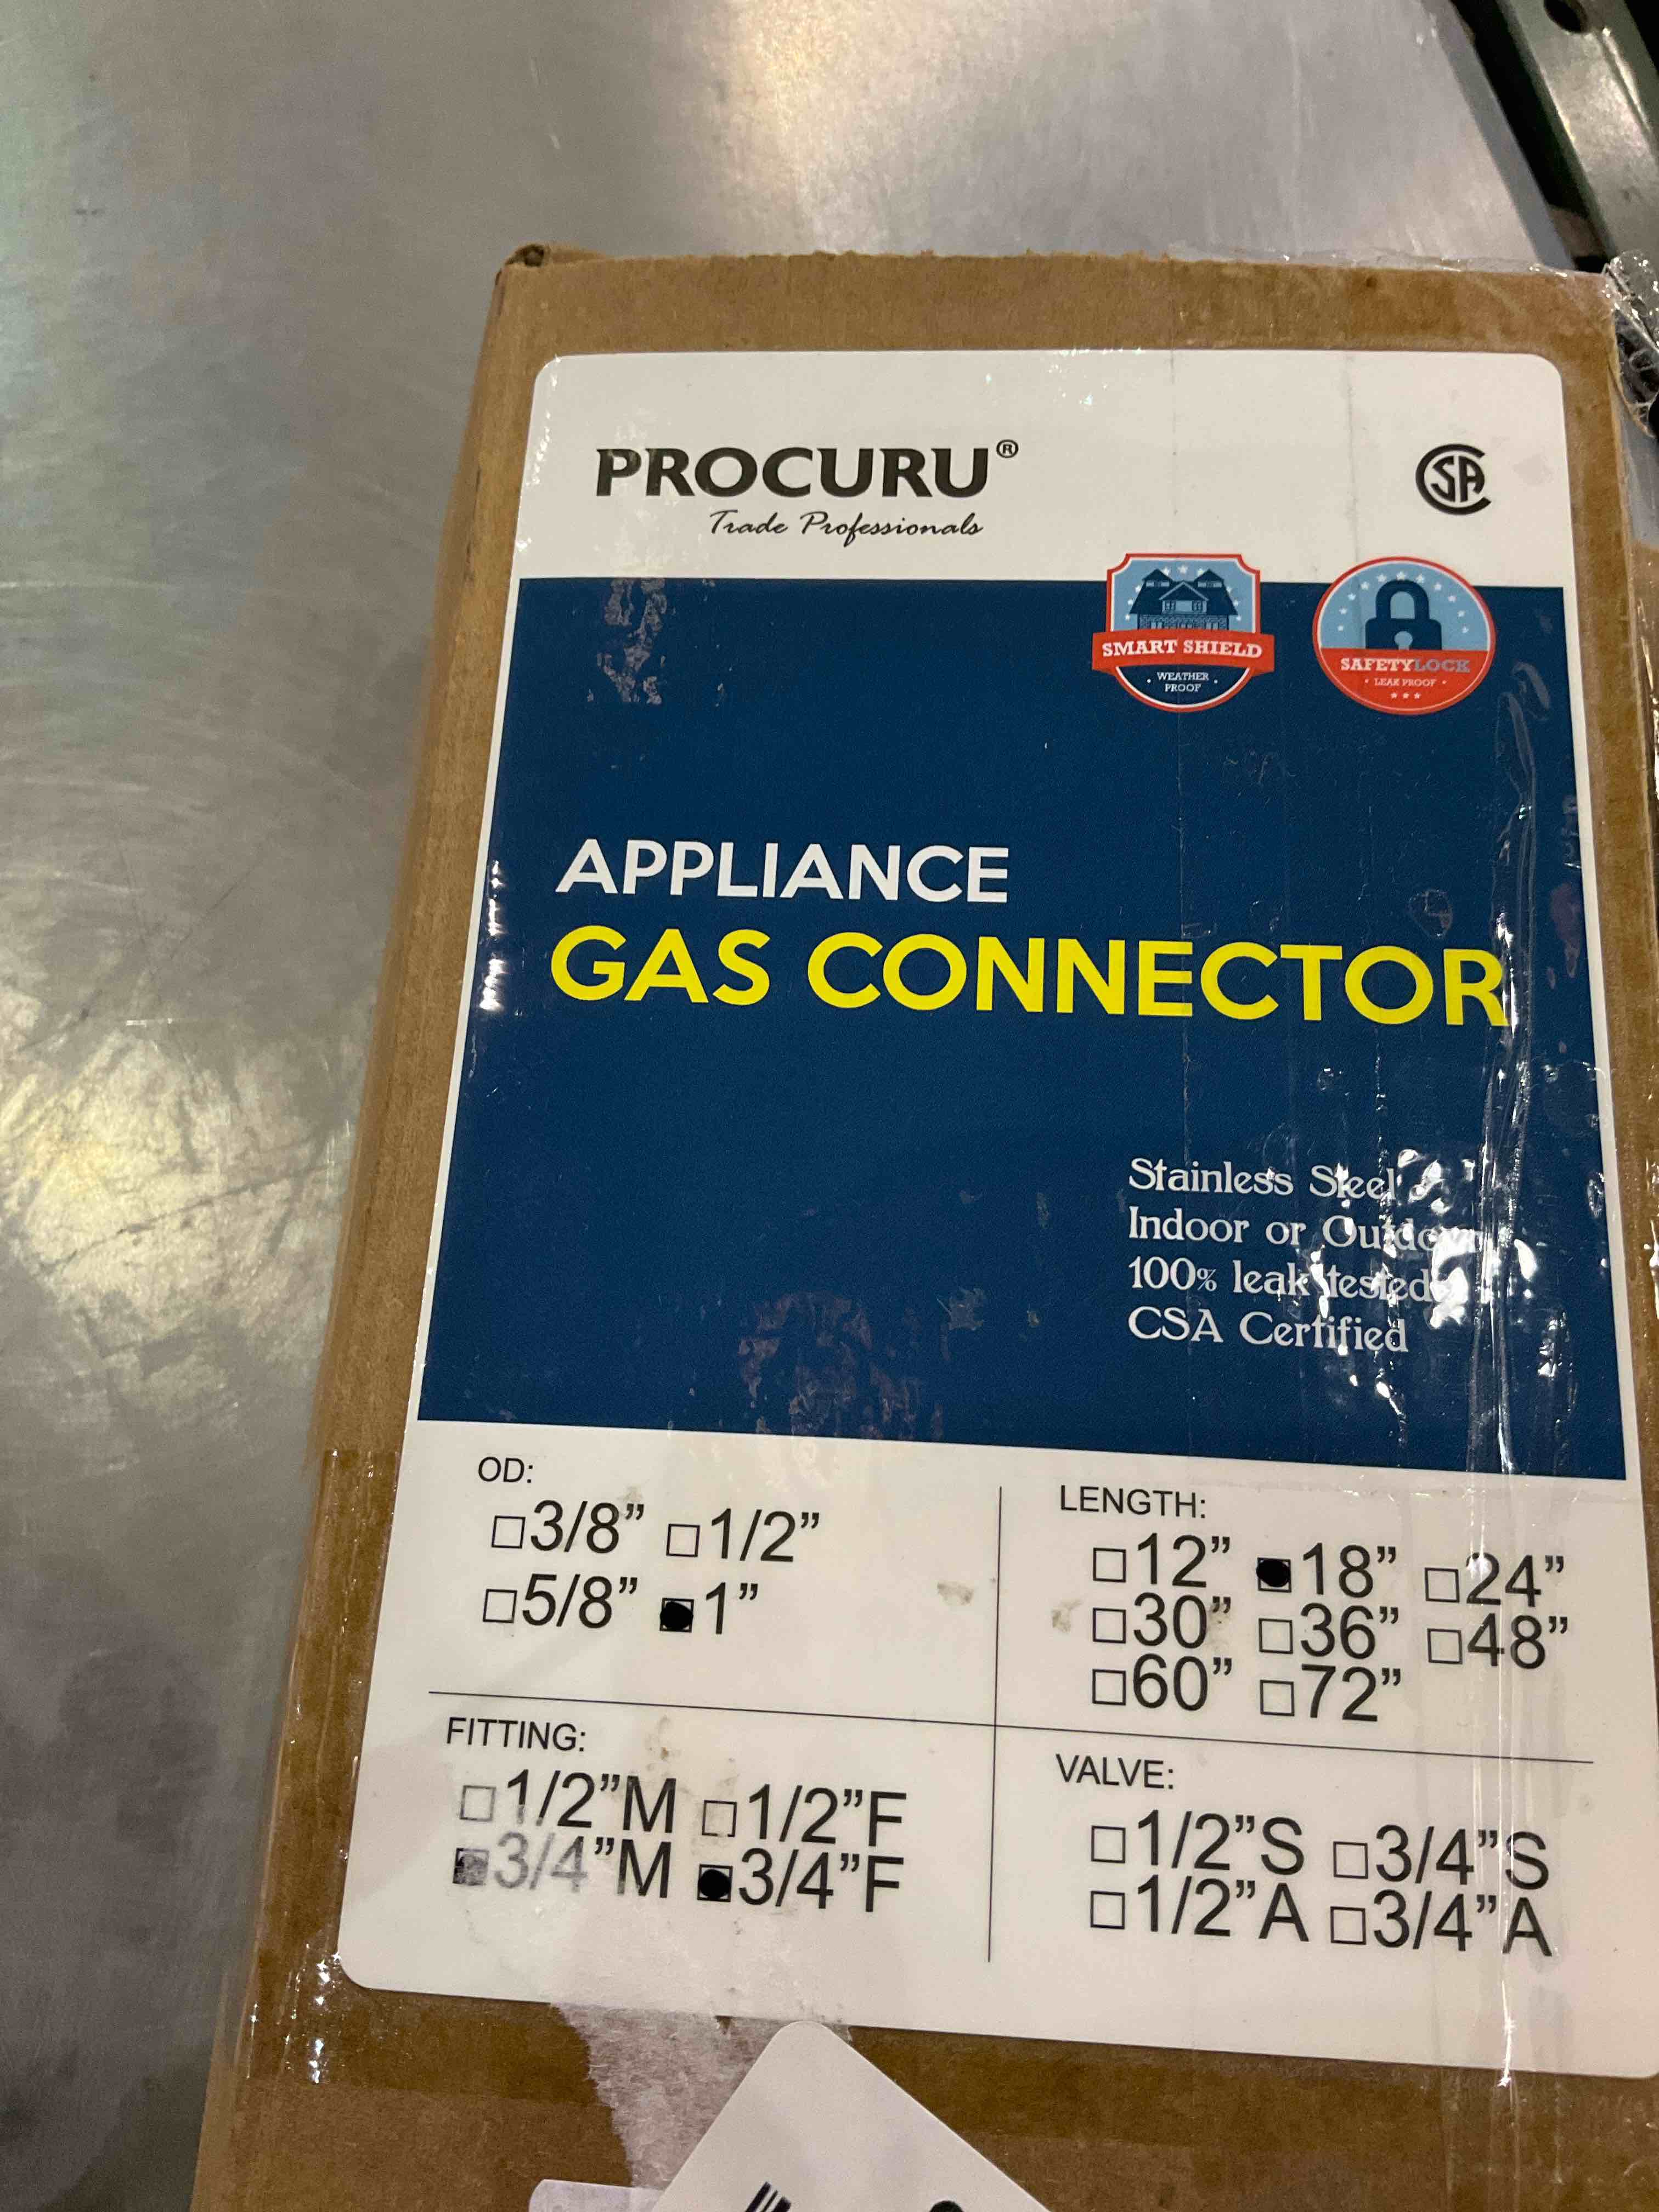 PROCURU®
Trade Professionals
CSA
SMART SHIELD
• WEATHER •
PROOF
SAFETYLOCK
• LEAK PROOF •
APPLIANCE
GAS CONNECTOR
Stainless Steel
Indoor or Outdoor
100% leak tested
CSA Certified
OD:
□3/8” □1/2”
□5/8” ■1”
LENGTH:
□12” ■18” □24”
□30” □36” □48”
□60” □72”
FITTING:
□1/2”M □1/2”F
■3/4”M ■3/4”F
VALVE:
□1/2”S □3/4”S
□1/2”A □3/4”A